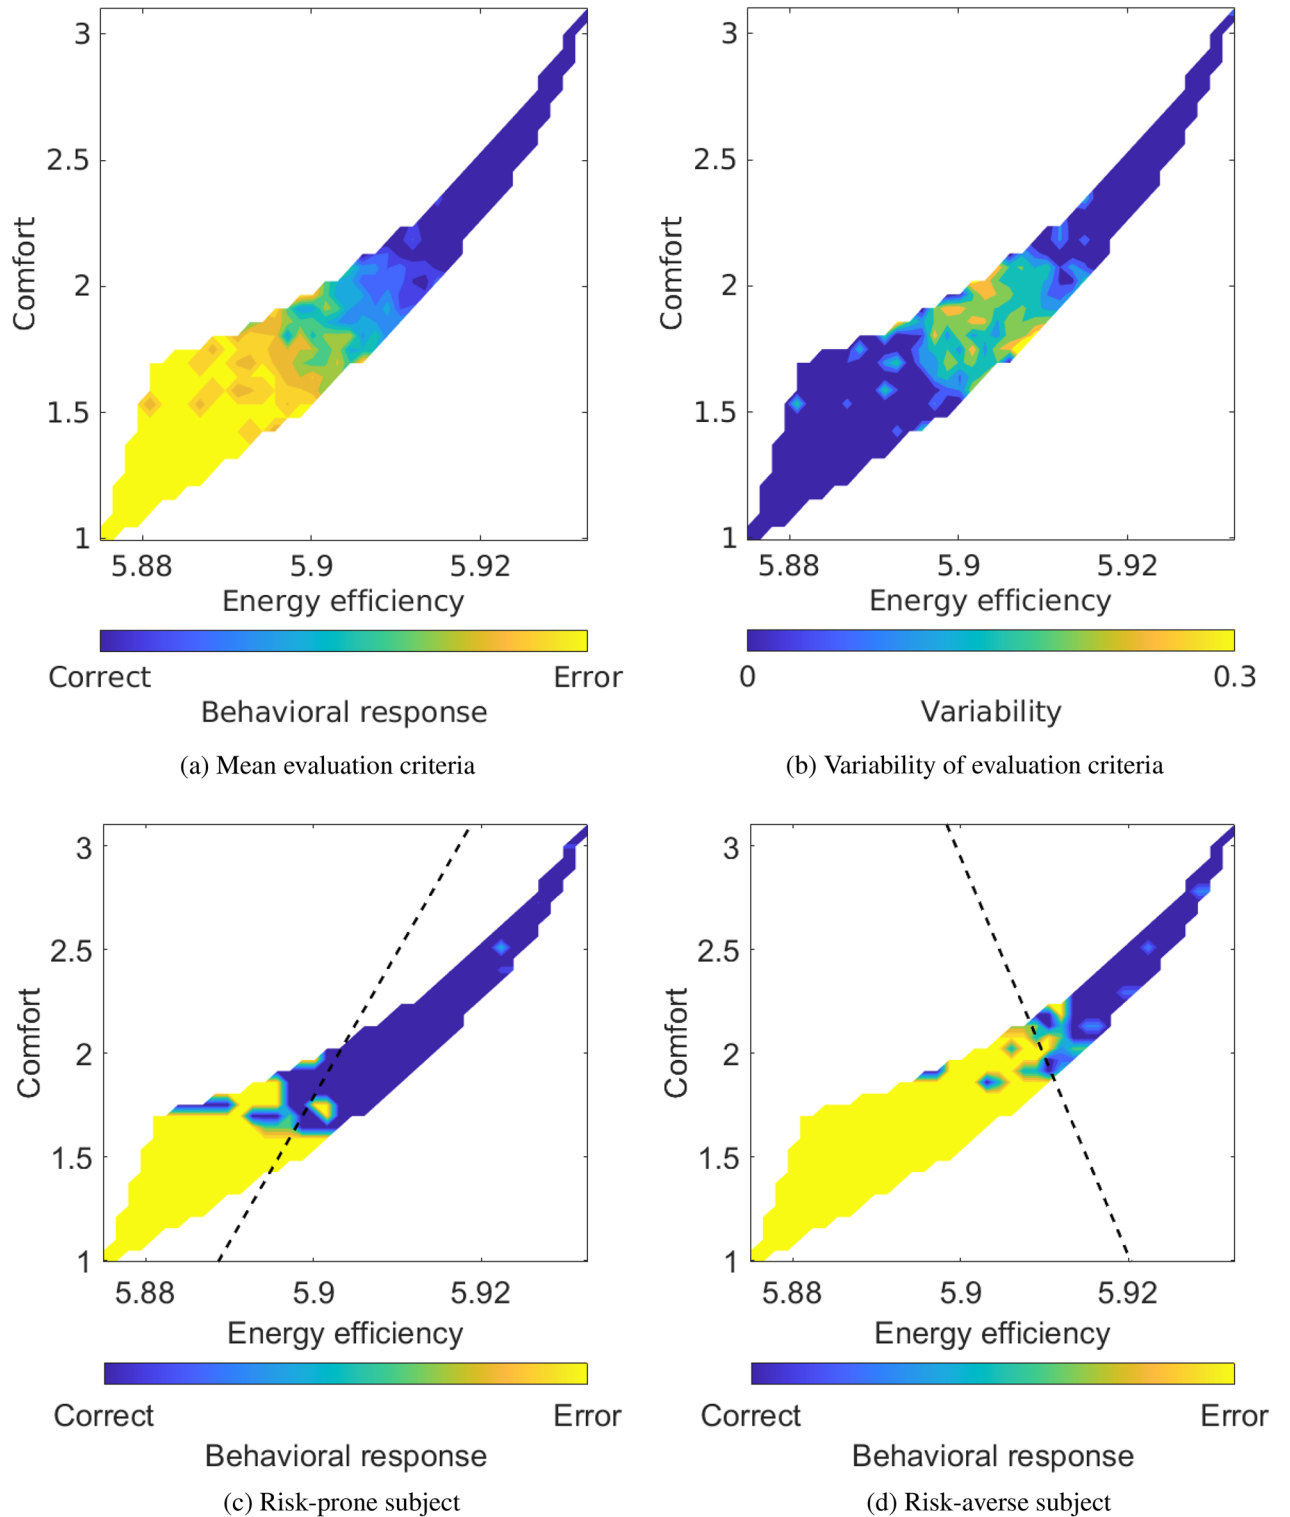 3
2.5
2
1.5
1
Comfort
5.88 5.9 5.92
Energy efficiency
Correct Error
Behavioral response
(a) Mean evaluation criteria
3
2.5
2
1.5
1
Comfort
5.88 5.9 5.92
Energy efficiency
0 0.3
Variability
(b) Variability of evaluation criteria
3
2.5
2
1.5
1
Comfort
5.88 5.9 5.92
Energy efficiency
Correct Error
Behavioral response
(c) Risk-prone subject
3
2.5
2
1.5
1
Comfort
5.88 5.9 5.92
Energy efficiency
Correct Error
Behavioral response
(d) Risk-averse subject